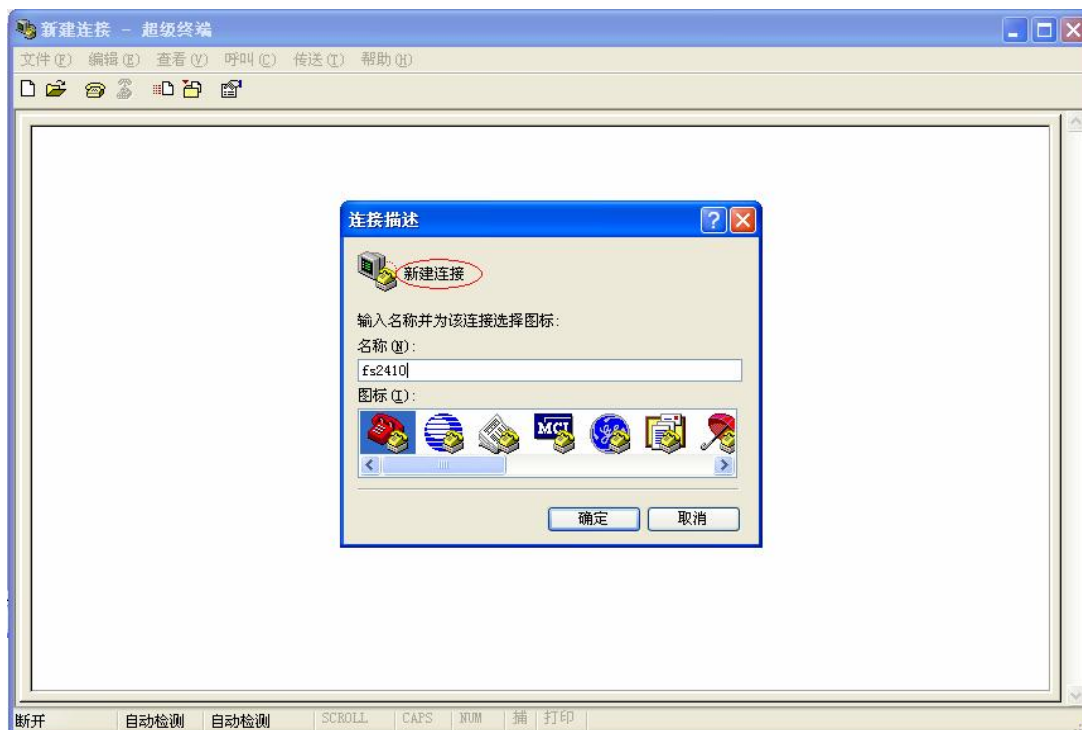 新建连接 - 超级终端
文件(F) 编辑(E) 查看(V) 呼叫(C) 传送(T) 帮助(H)
连接描述
新建连接
输入名称并为该连接选择图标:
名称(N):
fs2410
图标(I):
MCI
确定 取消
断开 自动检测 自动检测 SCROLL CAPS NUM 捕 打印